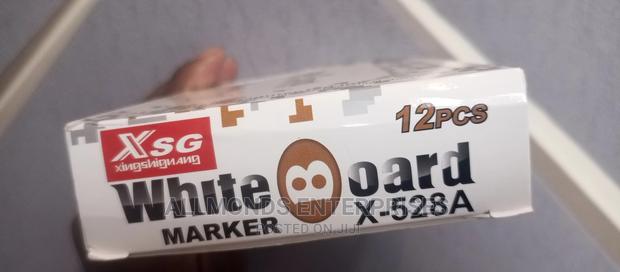 12PCS
XSG
xingshiguang
White Board
MARKER X-528A
ALLMONDS ENTERPRISES
POSTED ON JIJI